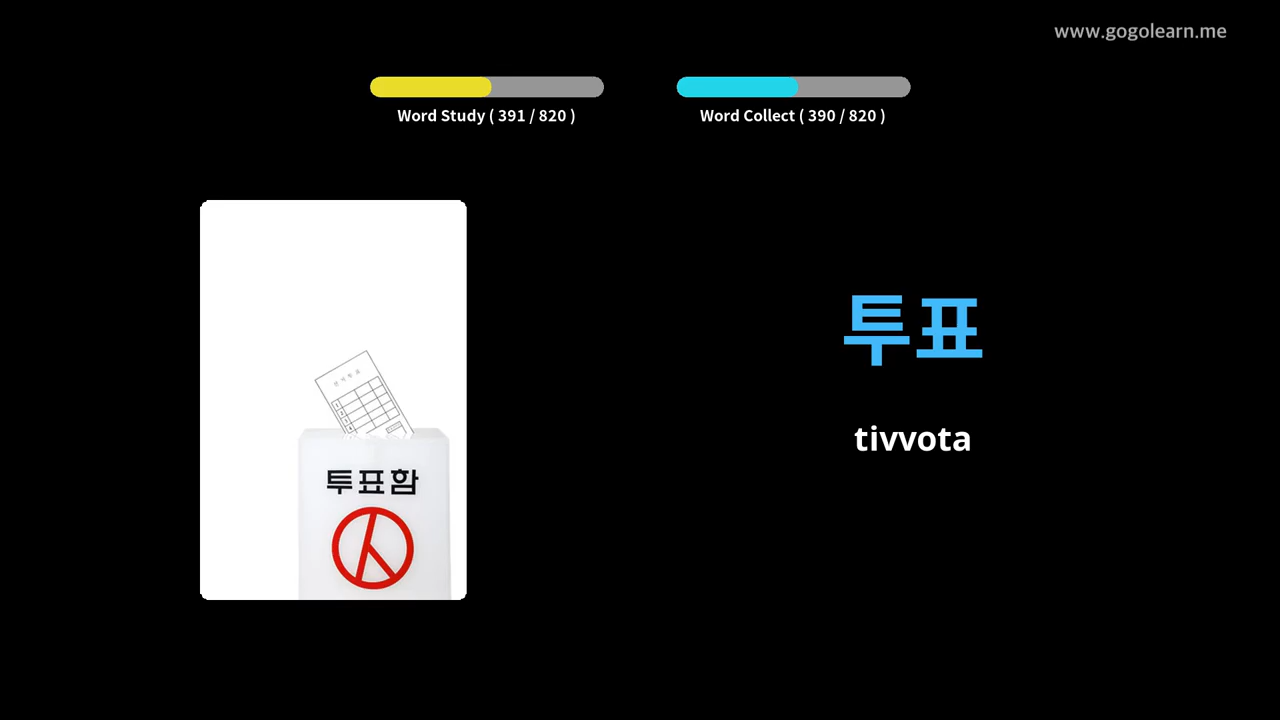 www.gogolearn.me
Word Study ( 391 / 820 )
Word Collect ( 390 / 820 )
투표
tivvota
투표함